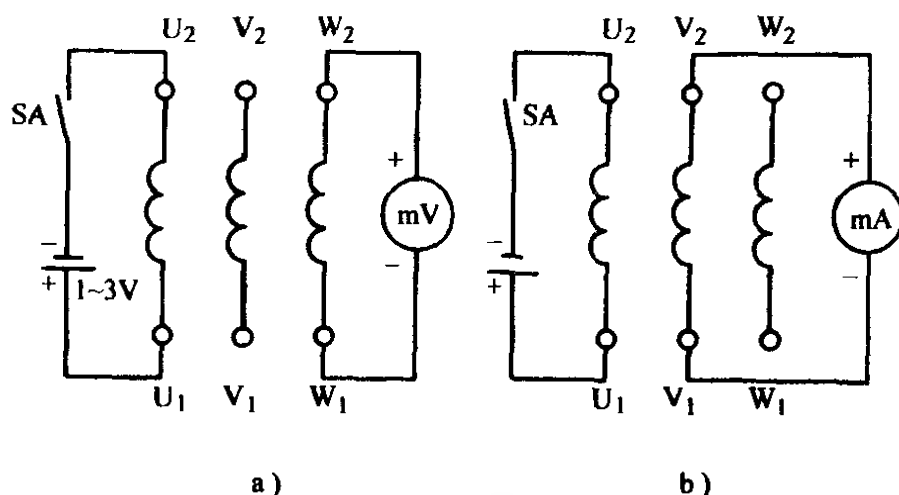 U₂ V₂ W₂ U₂ V₂ W₂
SA SA
+ +
mV mA
− − − −
+ 1~3V +
U₁ V₁ W₁ U₁ V₁ W₁
a) b)